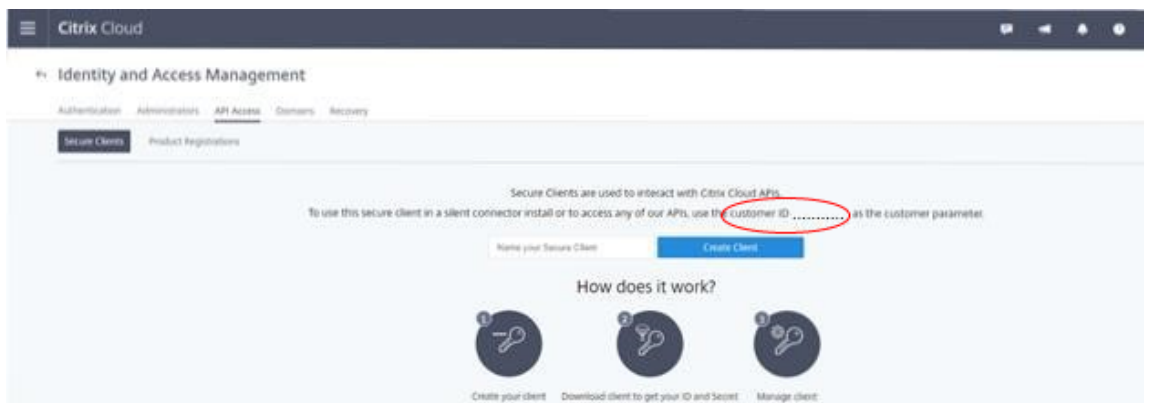 Citrix Cloud
Identity and Access Management
Authentication Administrators API Access Domains Recovery
Secure Clients Product Registrations
Secure Clients are used to interact with Citrix Cloud APIs.
To use this secure client in a silent connector install or to access any of our APIs, use the customer ID ........... as the customer parameter.
Name your Secure Client Create Client
How does it work?
1 2 3
Create your client Download client to get your ID and Secret Manage client